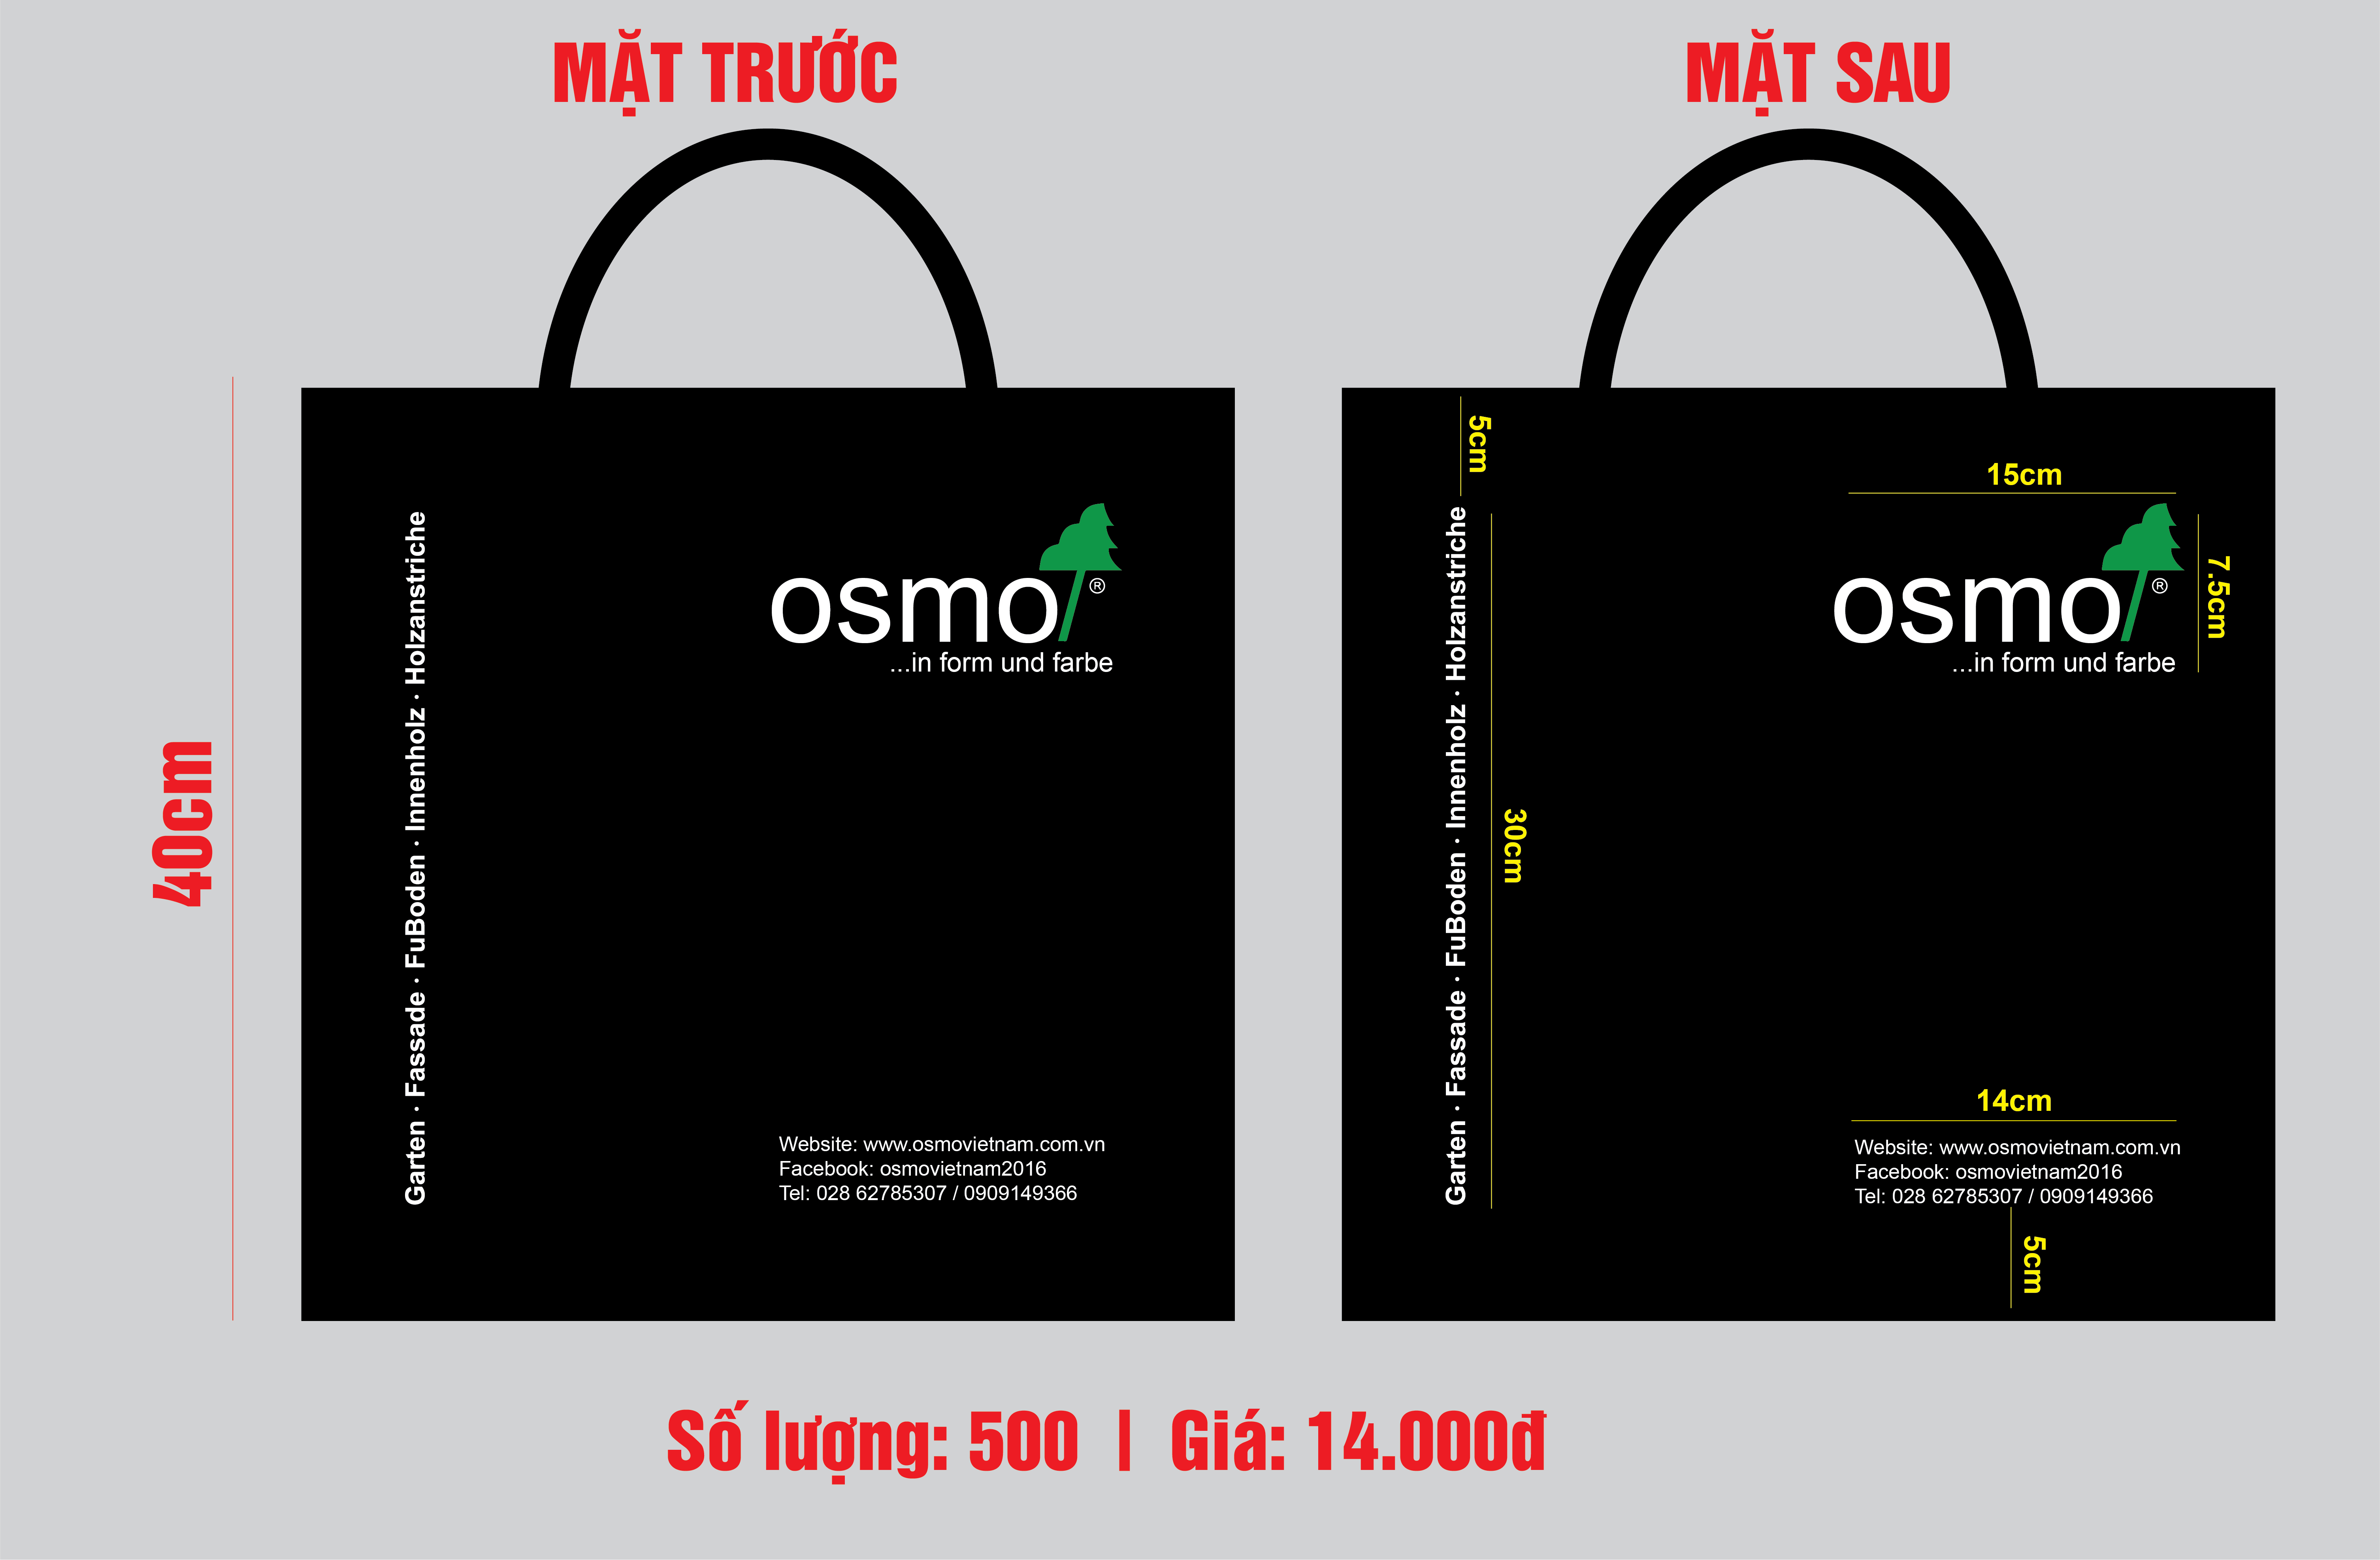 MẶT TRƯỚC
MẶT SAU
40cm
Garten · Fassade · FuBoden · Innenholz · Holzanstriche
osmo®
...in form und farbe
Website: www.osmovietnam.com.vn
Facebook: osmovietnam2016
Tel: 028 62785307 / 0909149366
5cm
Garten · Fassade · FuBoden · Innenholz · Holzanstriche
30cm
15cm
osmo®
7.5cm
...in form und farbe
14cm
Website: www.osmovietnam.com.vn
Facebook: osmovietnam2016
Tel: 028 62785307 / 0909149366
5cm
Số lượng: 500 | Giá: 14.000đ